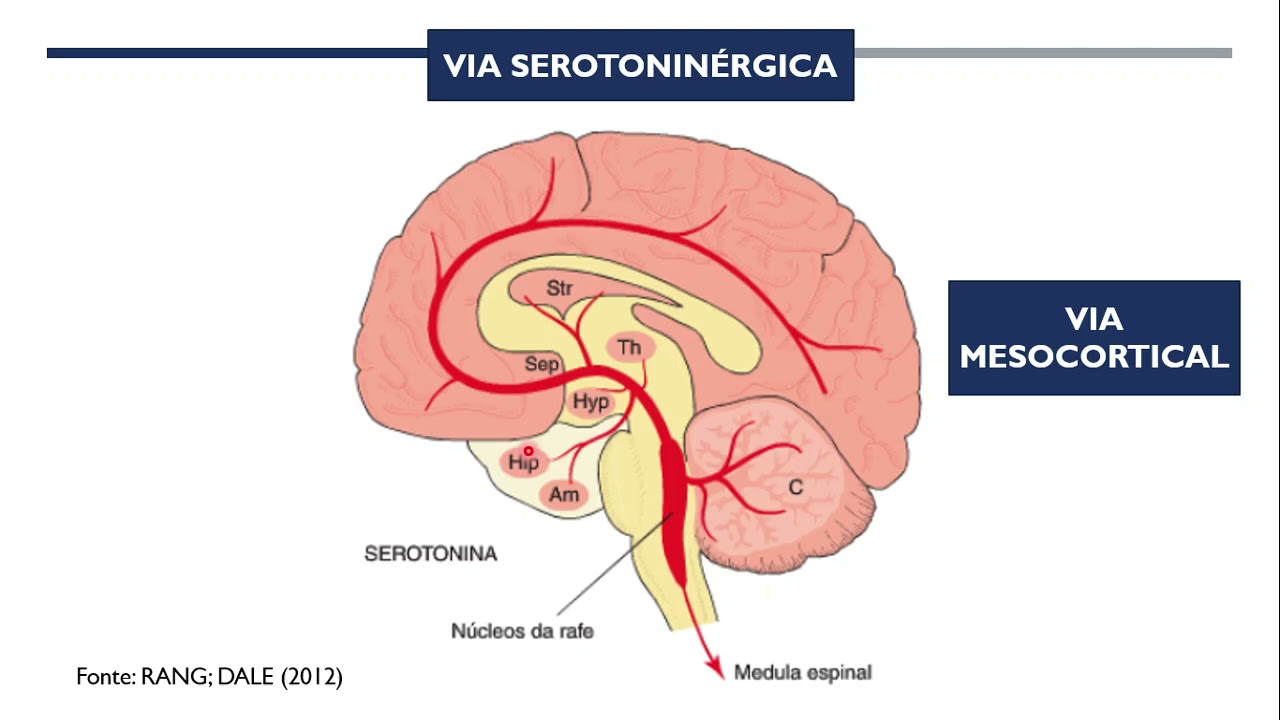 VIA SEROTONINÉRGICA
Str
Th
Sep
Hyp
Hip
Am
C
VIA
MESOCORTICAL
SEROTONINA
Núcleos da rafe
Medula espinal
Fonte: RANG; DALE (2012)